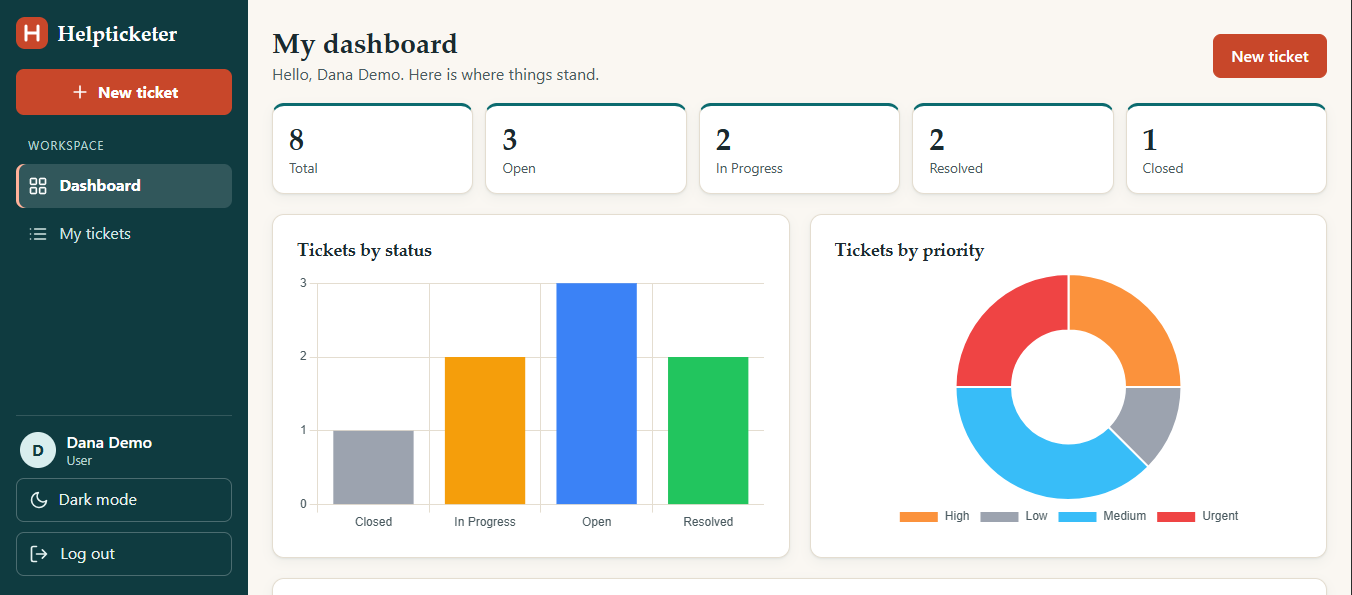 H Helpticketer
+ New ticket
WORKSPACE
Dashboard
My tickets
D
Dana Demo
User
Dark mode
Log out
My dashboard
Hello, Dana Demo. Here is where things stand.
New ticket
8
Total
3
Open
2
In Progress
2
Resolved
1
Closed
Tickets by status
3
2
1
0
Closed In Progress Open Resolved
Tickets by priority
High Low Medium Urgent